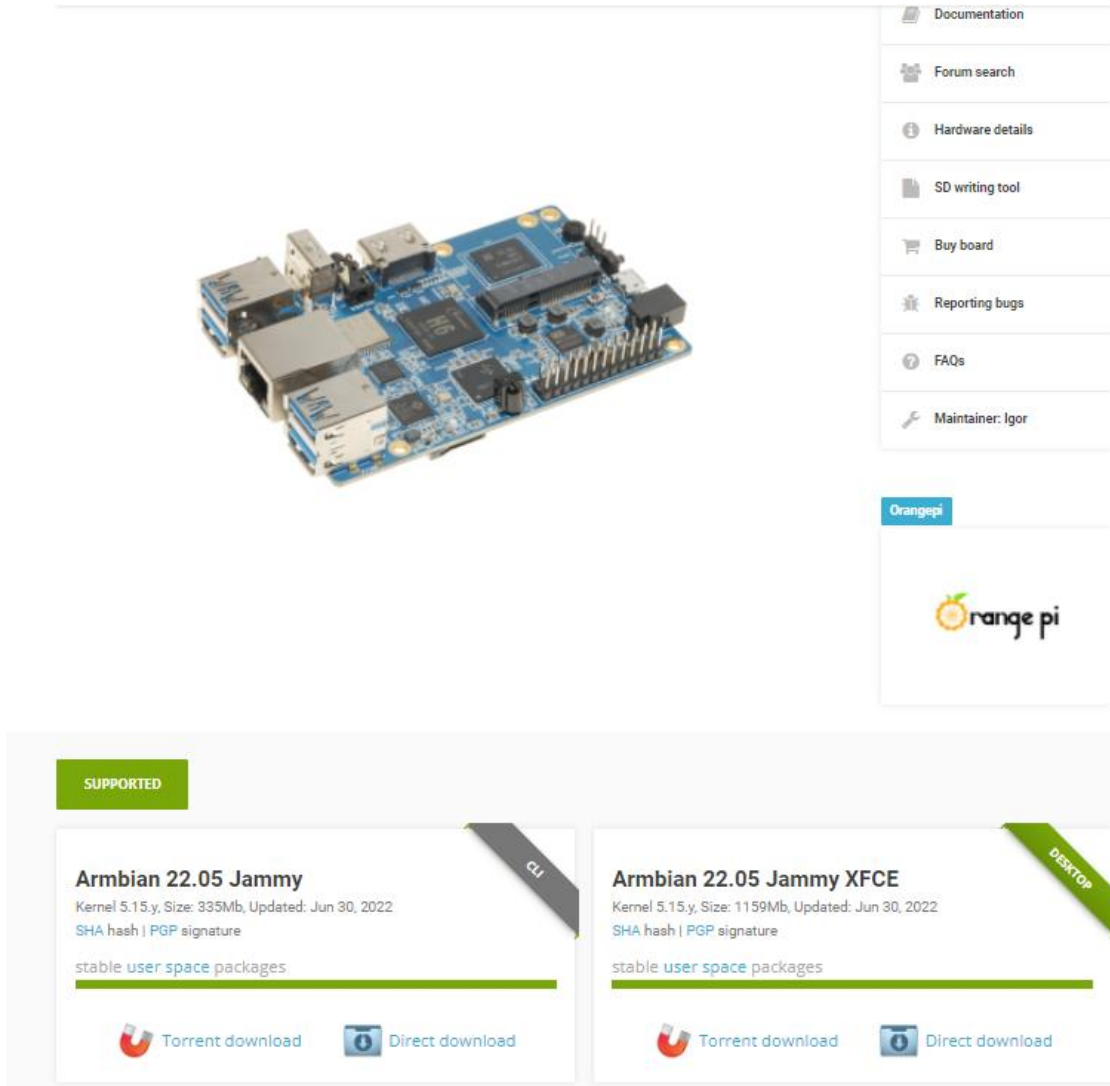 Documentation
Forum search
Hardware details
SD writing tool
Buy board
Reporting bugs
FAQs
Maintainer: Igor
H6
Orangepi
Orange pi
SUPPORTED
CLI
Armbian 22.05 Jammy
Kernel 5.15.y, Size: 335Mb, Updated: Jun 30, 2022
SHA hash | PGP signature
stable user space packages
Torrent download
Direct download
DESKTOP
Armbian 22.05 Jammy XFCE
Kernel 5.15.y, Size: 1159Mb, Updated: Jun 30, 2022
SHA hash | PGP signature
stable user space packages
Torrent download
Direct download